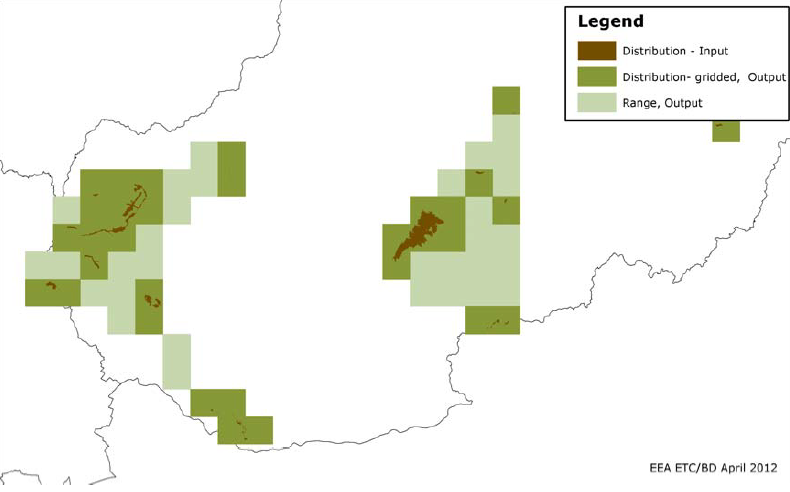 Legend
Distribution - Input
Distribution- gridded, Output
Range, Output
EEA ETC/BD April 2012